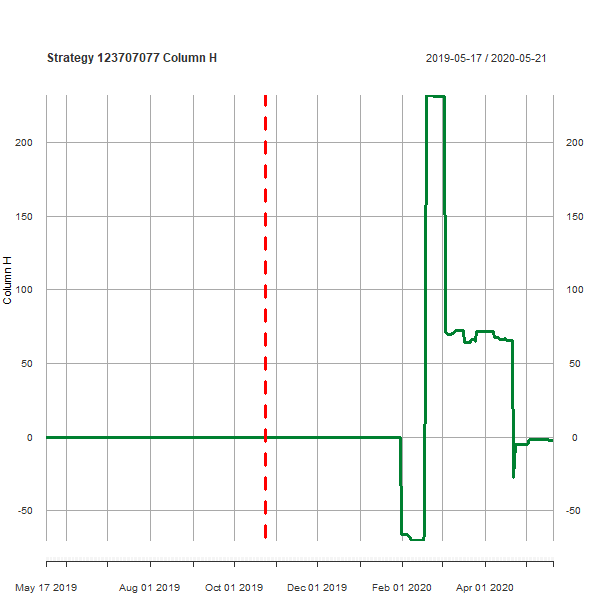 Strategy 123707077 Column H
2019-05-17 / 2020-05-21
Column H
200
150
100
50
0
-50
200
150
100
50
0
-50
May 17 2019
Aug 01 2019
Oct 01 2019
Dec 01 2019
Feb 01 2020
Apr 01 2020